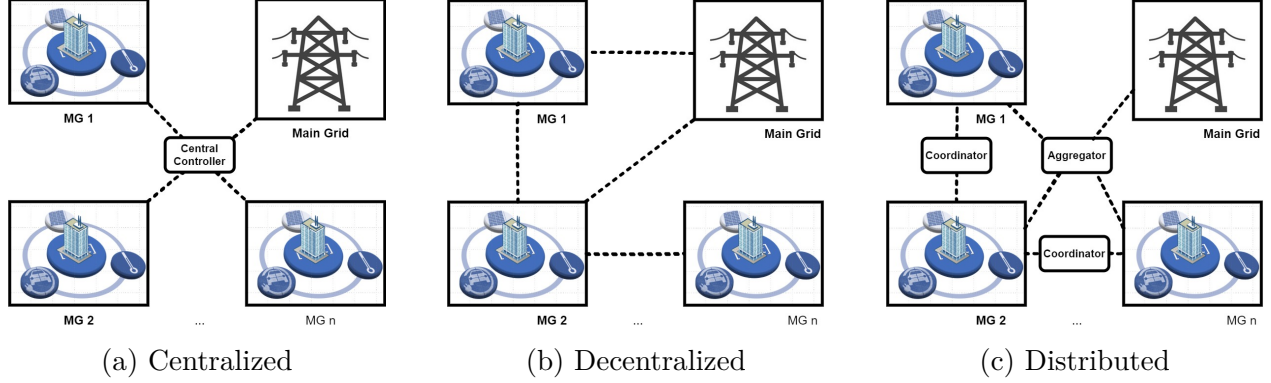 MG 1
Main Grid
Central
Controller
MG 2
...
MG n
(a) Centralized
MG 1
Main Grid
MG 2
...
MG n
(b) Decentralized
MG 1
Main Grid
Coordinator
Aggregator
Coordinator
MG 2
...
MG n
(c) Distributed